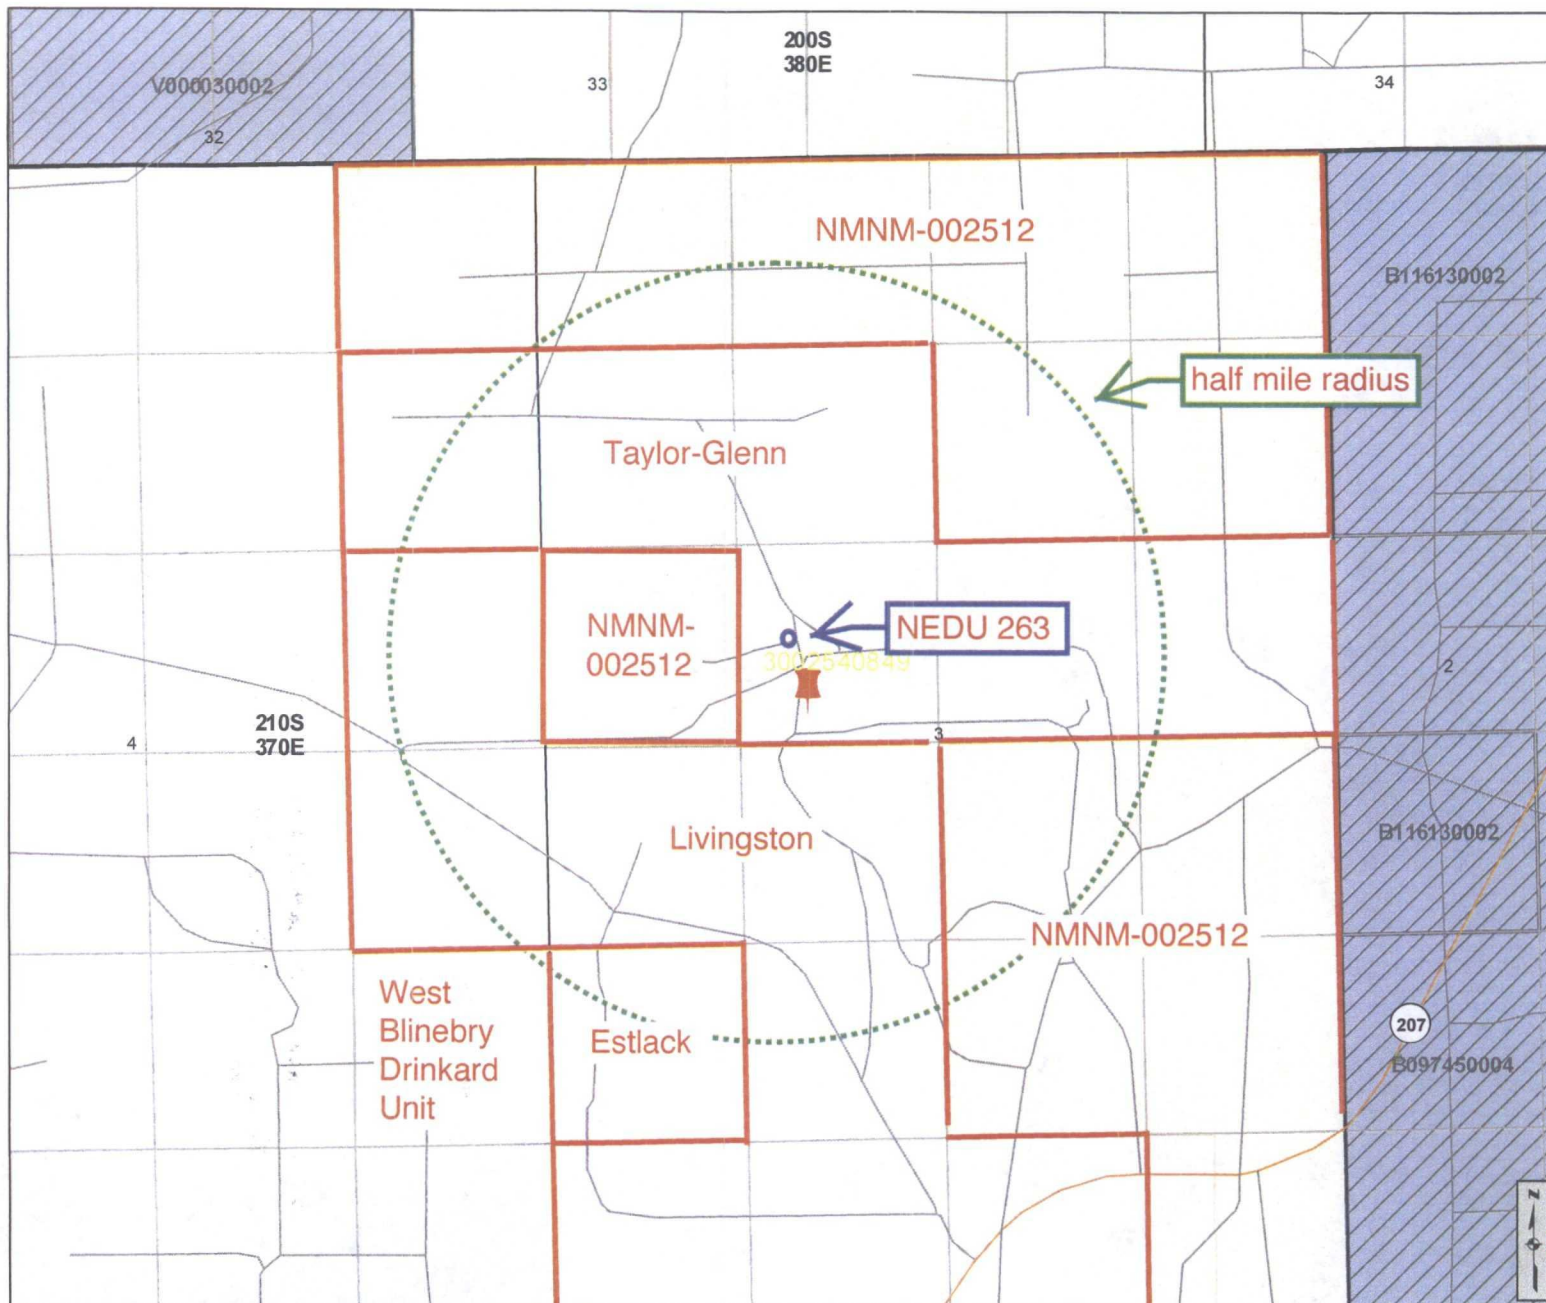 200S
380E
V000030002
33
34
32
NMNM-002512
B116130002
half mile radius
Taylor-Glenn
NMNM-
002512
NEDU 263
3002540849
2
210S
370E
4
3
Livingston
B116130002
NMNM-002512
West
Blinebry
Drinkard
Unit
Estlack
207
B097450004
N